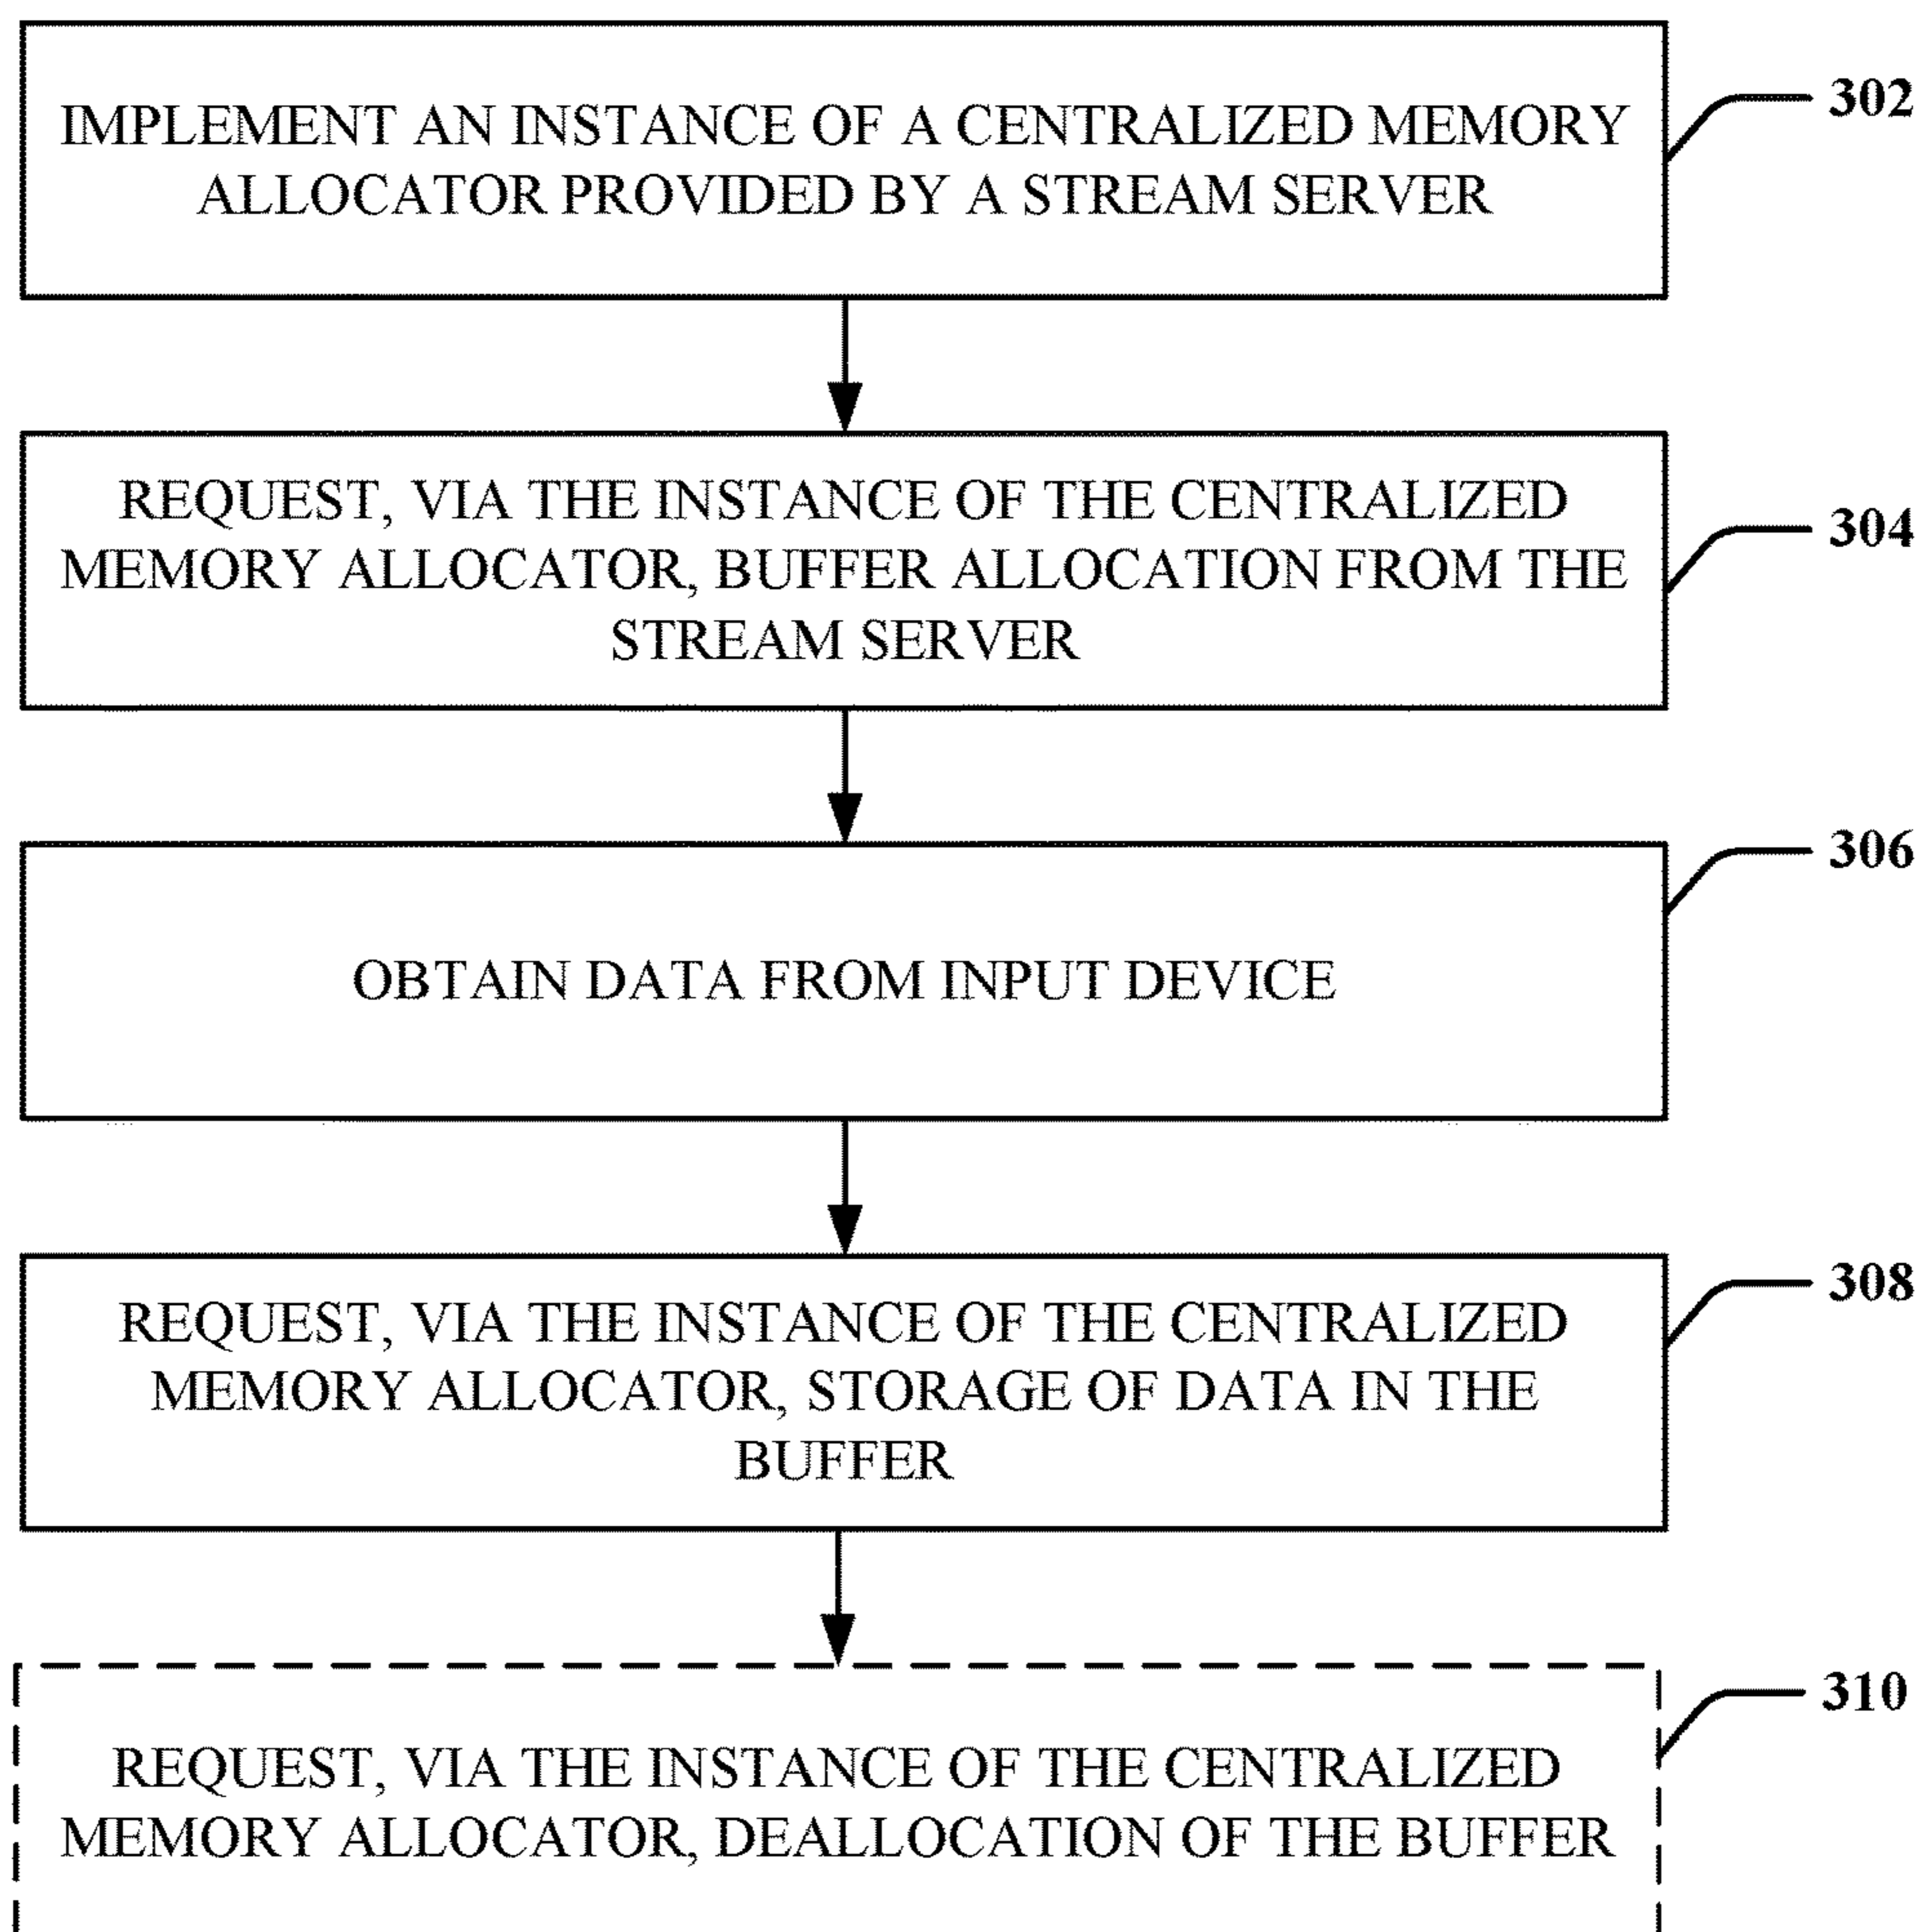 IMPLEMENT AN INSTANCE OF A CENTRALIZED MEMORY
ALLOCATOR PROVIDED BY A STREAM SERVER
302
REQUEST, VIA THE INSTANCE OF THE CENTRALIZED
MEMORY ALLOCATOR, BUFFER ALLOCATION FROM THE
STREAM SERVER
304
OBTAIN DATA FROM INPUT DEVICE
306
REQUEST, VIA THE INSTANCE OF THE CENTRALIZED
MEMORY ALLOCATOR, STORAGE OF DATA IN THE
BUFFER
308
REQUEST, VIA THE INSTANCE OF THE CENTRALIZED
MEMORY ALLOCATOR, DEALLOCATION OF THE BUFFER
310